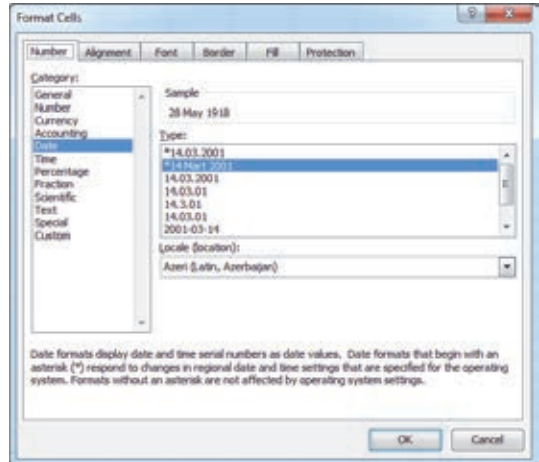 Format Cells
Number Alignment Font Border Fill Protection
Category:
General
Number
Currency
Accounting
Date
Time
Percentage
Fraction
Scientific
Text
Special
Custom
Sample
28 May 1918
Type:
*14.03.2001
*14 Mart 2001
14.03.2001
14.03.01
14.3.01
14.03.01
2001-03-14
Locale (location):
Azeri (Latin, Azerbaijan)
Date formats display date and time serial numbers as date values. Date formats that begin with an
asterisk (*) respond to changes in regional date and time settings that are specified for the operating
system. Formats without an asterisk are not affected by operating system settings.
OK Cancel